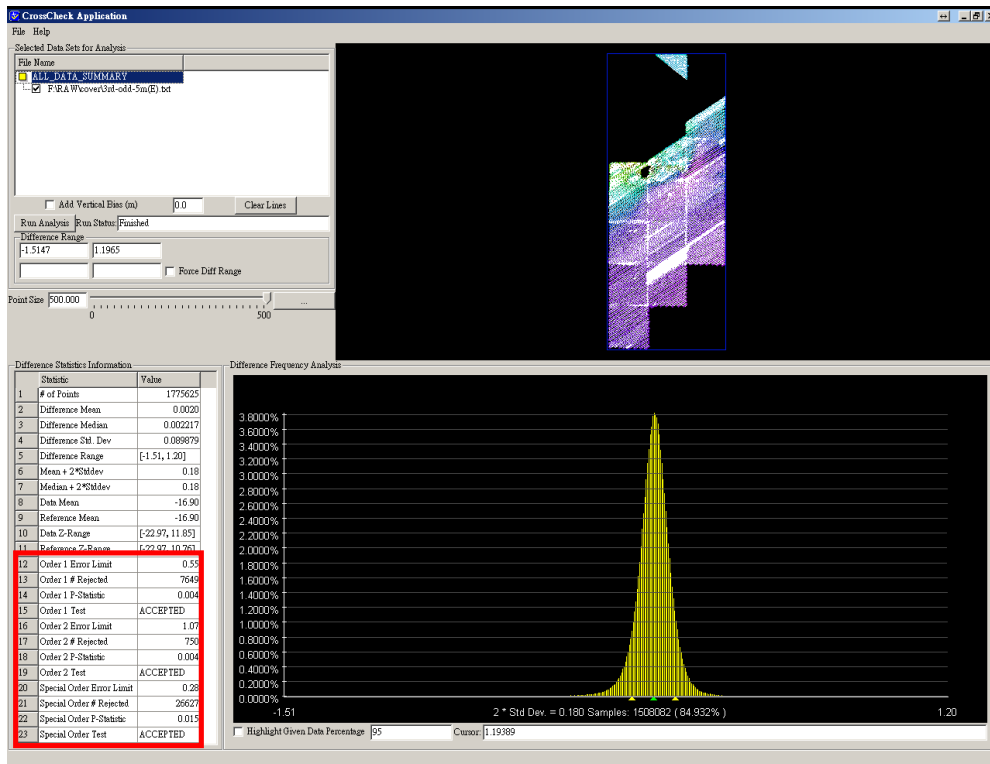 CrossCheck Application
File Help
Selected Data Sets for Analysis
File Name
ALL_DATA_SUMMARY
F:\RAW\cover\3rd-odd-5m(E).txt
Add Vertical Bias (m) 0.0 Clear Lines
Run Analysis Run Status: Finished
Difference Range
-1.5147 1.1965
Force Diff Range
Point Size 500.000 ...
0 500
Difference Statistics Information
Statistic Value
1 # of Points 1775625
2 Difference Mean 0.0020
3 Difference Median 0.002217
4 Difference Std. Dev 0.089879
5 Difference Range [-1.51, 1.20]
6 Mean + 2*Stddev 0.18
7 Median + 2*Stddev 0.18
8 Data Mean -16.90
9 Reference Mean -16.90
10 Data Z-Range [-22.97, 11.85]
11 Reference Z-Range [-22.97, 10.76]
12 Order 1 Error Limit 0.55
13 Order 1 # Rejected 7649
14 Order 1 P-Statistic 0.004
15 Order 1 Test ACCEPTED
16 Order 2 Error Limit 1.07
17 Order 2 # Rejected 750
18 Order 2 P-Statistic 0.004
19 Order 2 Test ACCEPTED
20 Special Order Error Limit 0.28
21 Special Order # Rejected 26627
22 Special Order P-Statistic 0.015
23 Special Order Test ACCEPTED
Difference Frequency Analysis
3.8000%
3.6000%
3.4000%
3.2000%
3.0000%
2.8000%
2.6000%
2.4000%
2.2000%
2.0000%
1.8000%
1.6000%
1.4000%
1.2000%
1.0000%
0.8000%
0.6000%
0.4000%
0.2000%
0.0000%
-1.51 2 * Std Dev. = 0.180 Samples: 1508082 ( 84.932% ) 1.20
Highlight Given Data Percentage 95 Cursor: 1.19389